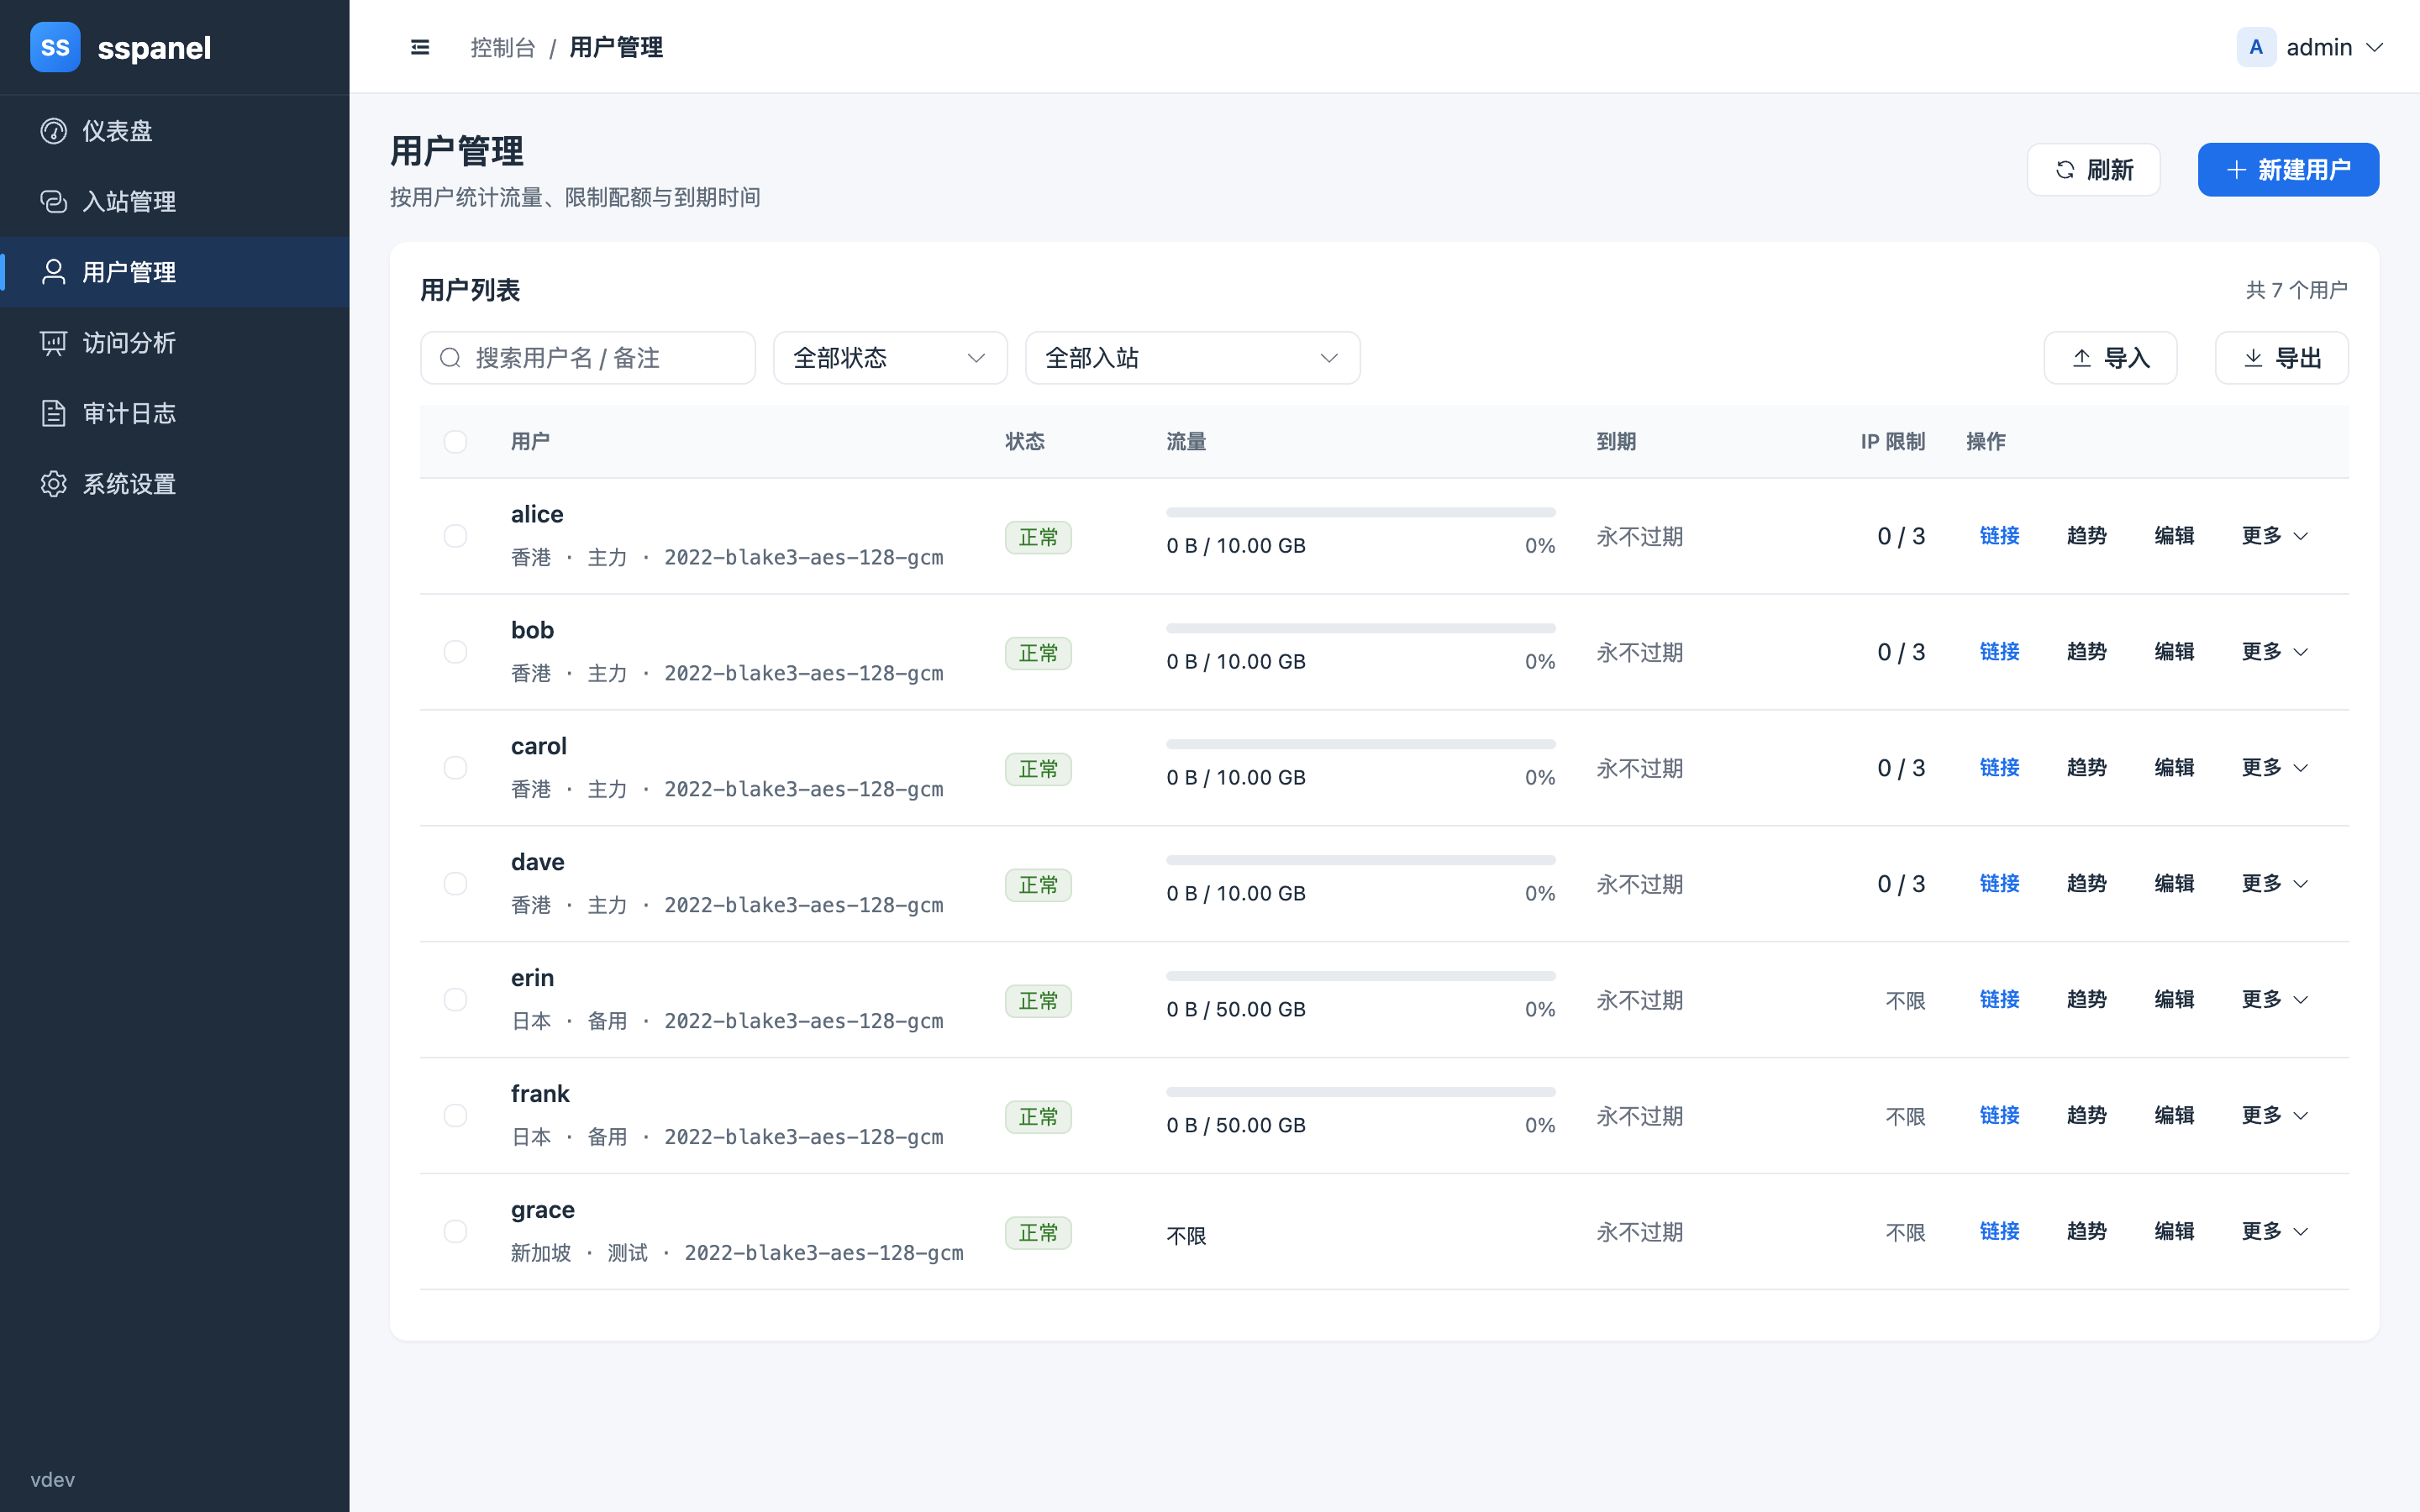 ss sspanel
控制台 / 用户管理
A admin
仪表盘
入站管理
用户管理
访问分析
审计日志
系统设置
vdev
用户管理
按用户统计流量、限制配额与到期时间
刷新
新建用户
用户列表
共 7 个用户
搜索用户名 / 备注
全部状态
全部入站
导入
导出
用户 状态 流量 到期 IP 限制 操作
alice
香港 · 主力 · 2022-blake3-aes-128-gcm
正常
0 B / 10.00 GB 0%
永不过期
0 / 3
链接 趋势 编辑 更多
bob
香港 · 主力 · 2022-blake3-aes-128-gcm
正常
0 B / 10.00 GB 0%
永不过期
0 / 3
链接 趋势 编辑 更多
carol
香港 · 主力 · 2022-blake3-aes-128-gcm
正常
0 B / 10.00 GB 0%
永不过期
0 / 3
链接 趋势 编辑 更多
dave
香港 · 主力 · 2022-blake3-aes-128-gcm
正常
0 B / 10.00 GB 0%
永不过期
0 / 3
链接 趋势 编辑 更多
erin
日本 · 备用 · 2022-blake3-aes-128-gcm
正常
0 B / 50.00 GB 0%
永不过期
不限
链接 趋势 编辑 更多
frank
日本 · 备用 · 2022-blake3-aes-128-gcm
正常
0 B / 50.00 GB 0%
永不过期
不限
链接 趋势 编辑 更多
grace
新加坡 · 测试 · 2022-blake3-aes-128-gcm
正常
不限
永不过期
不限
链接 趋势 编辑 更多